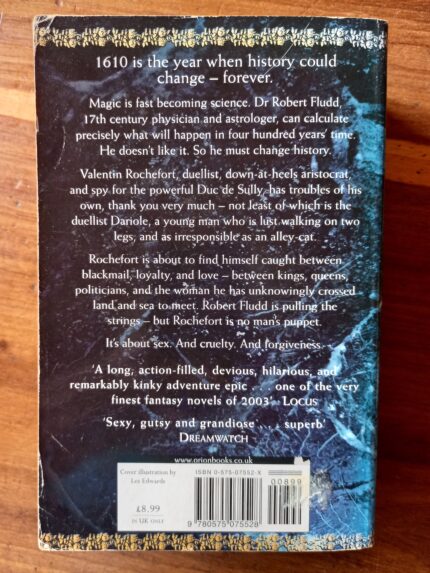 1610 is the year when history could
change – forever.
Magic is fast becoming science. Dr Robert Fludd,
17th century physician and astrologer, can calculate
precisely what will happen in four hundred years' time.
He doesn't like it. So he must change history.
Valentin Rochefort, duellist, down-at-heels aristocrat,
and spy for the powerful Duc de Sully, has troubles of his
own, thank you very much – not least of which is the
duellist Dariole, a young man who is lust walking on two
legs, and as irresponsible as an alley-cat.
Rochefort is about to find himself caught between
blackmail, loyalty, and love – between kings, queens,
politicians, and the woman he has unknowingly crossed
land and sea to meet. Robert Fludd is pulling the
strings – but Rochefort is no man's puppet.
It's about sex. And cruelty. And forgiveness.
'A long, action-filled, devious, hilarious, and
remarkably kinky adventure epic . . . one of the very
finest fantasy novels of 2003' LOCUS
'Sexy, gutsy and grandiose . . . superb'
DREAMWATCH
www.orionbooks.co.uk
Cover illustration by
Les Edwards
£8.99
IN UK ONLY
ISBN 0-575-07552-X
00899
9 780575 075528